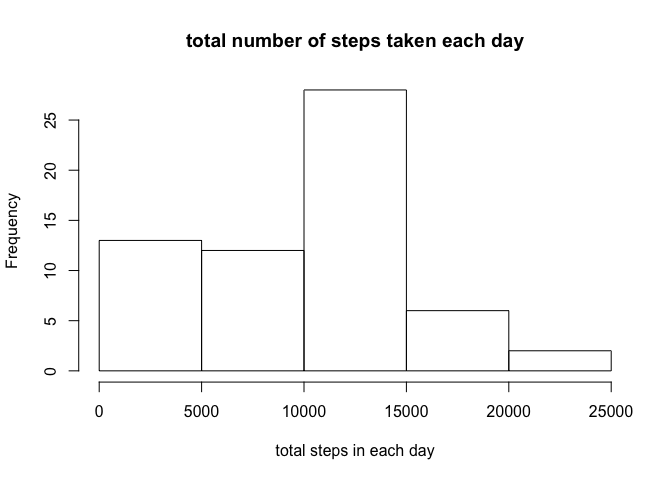 total number of steps taken each day
Frequency
25
20
15
10
5
0
0 5000 10000 15000 20000 25000
total steps in each day